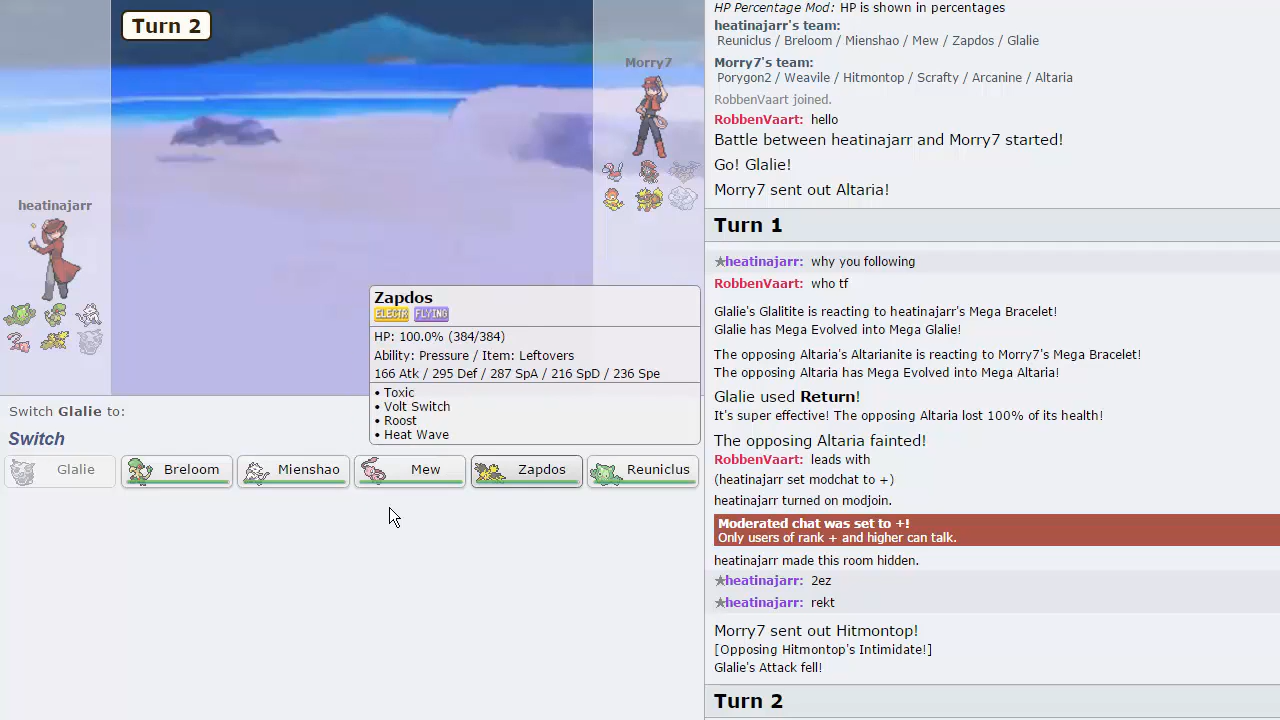 Turn 2
Morry7
heatinajarr
Zapdos
ELECTR FLYING
HP: 100.0% (384/384)
Ability: Pressure / Item: Leftovers
166 Atk / 295 Def / 287 SpA / 216 SpD / 236 Spe
• Toxic
• Volt Switch
• Roost
• Heat Wave
Switch Glalie to:
Switch
Glalie
Breloom
Mienshao
Mew
Zapdos
Reuniclus
HP Percentage Mod: HP is shown in percentages
heatinajarr's team:
Reuniclus / Breloom / Mienshao / Mew / Zapdos / Glalie
Morry7's team:
Porygon2 / Weavile / Hitmontop / Scrafty / Arcanine / Altaria
RobbenVaart joined.
RobbenVaart: hello
Battle between heatinajarr and Morry7 started!
Go! Glalie!
Morry7 sent out Altaria!
Turn 1
★heatinajarr: why you following
RobbenVaart: who tf
Glalie's Glalitite is reacting to heatinajarr's Mega Bracelet!
Glalie has Mega Evolved into Mega Glalie!
The opposing Altaria's Altarianite is reacting to Morry7's Mega Bracelet!
The opposing Altaria has Mega Evolved into Mega Altaria!
Glalie used Return!
It's super effective! The opposing Altaria lost 100% of its health!
The opposing Altaria fainted!
RobbenVaart: leads with
(heatinajarr set modchat to +)
heatinajarr turned on modjoin.
Moderated chat was set to +!
Only users of rank + and higher can talk.
heatinajarr made this room hidden.
★heatinajarr: 2ez
★heatinajarr: rekt
Morry7 sent out Hitmontop!
[Opposing Hitmontop's Intimidate!]
Glalie's Attack fell!
Turn 2